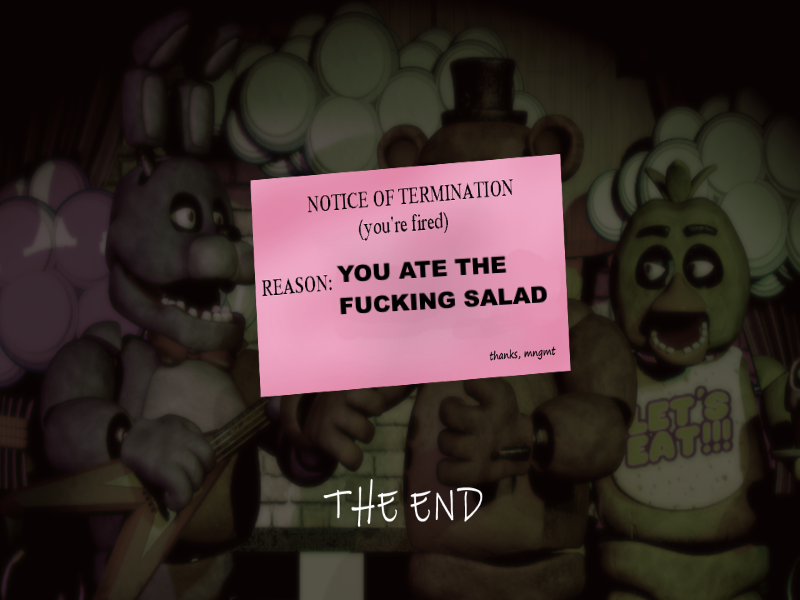 NOTICE OF TERMINATION
(you're fired)
REASON: YOU ATE THE
FUCKING SALAD
thanks, mngmt
LET'S
EAT!!!
THE END